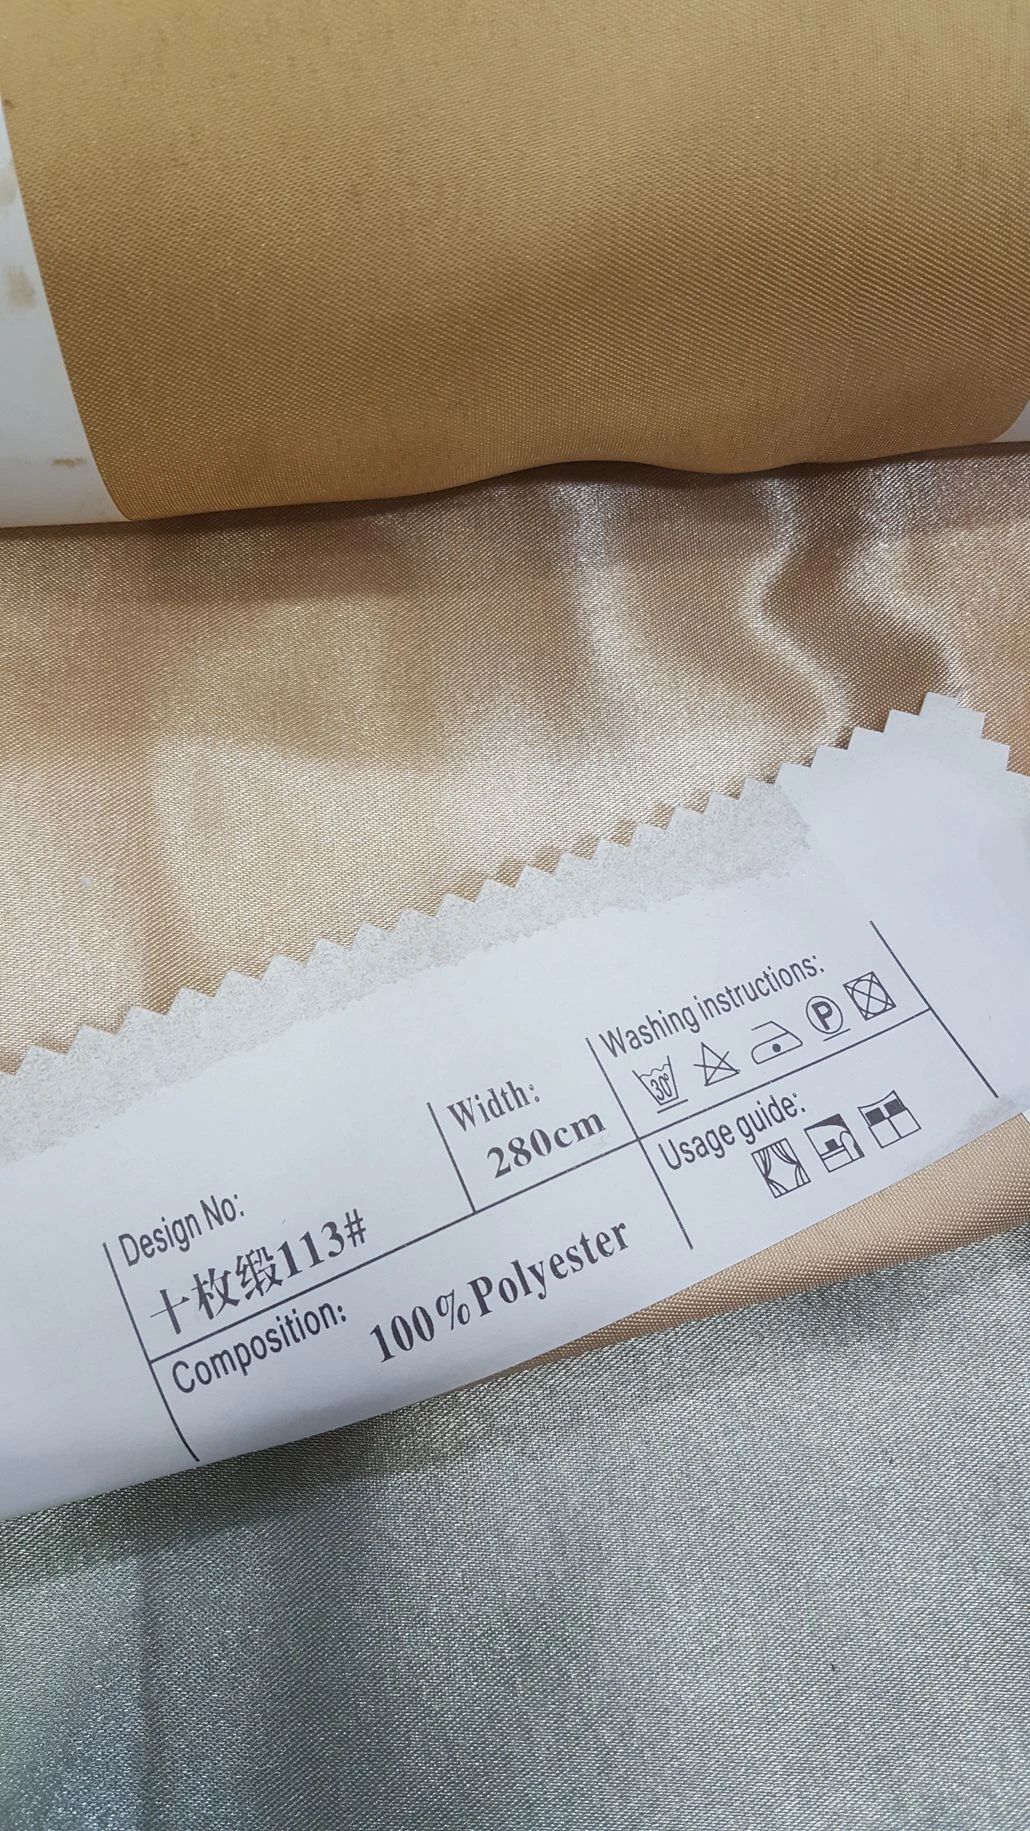 Design No:
十枚缎113#
Width:
280cm
Washing instructions:
30°
P
Composition:
100%Polyester
Usage guide: